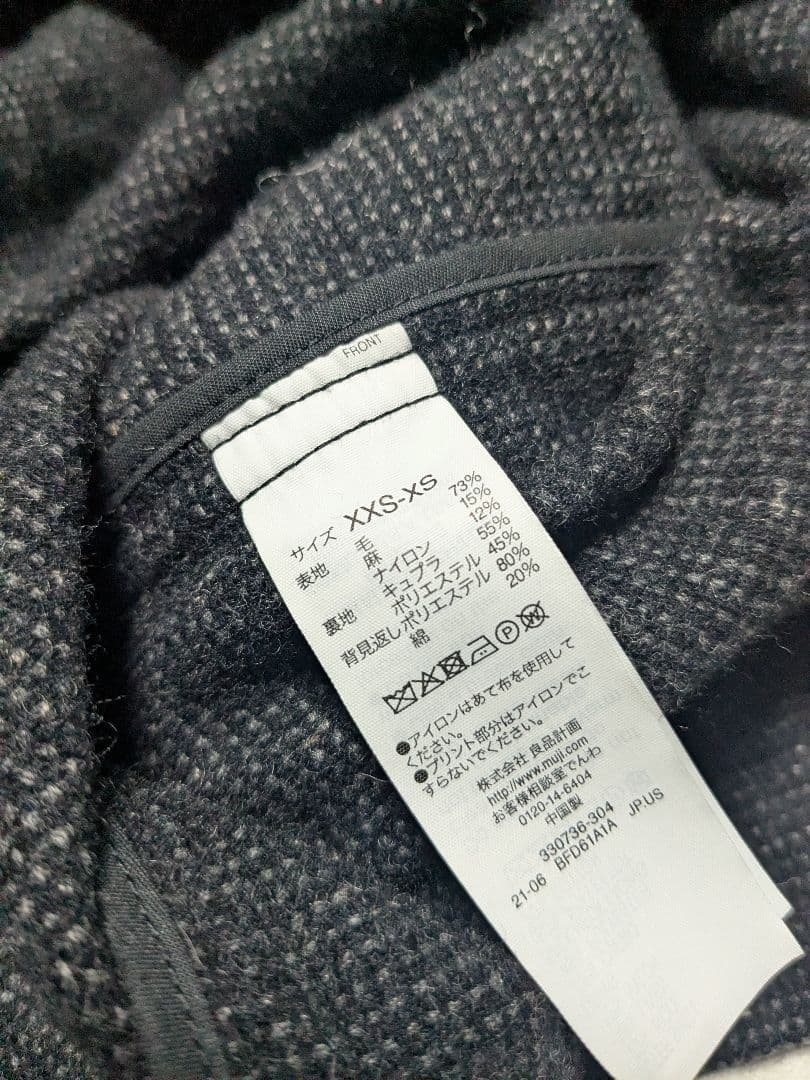 FRONT
サイズ XXS-XS
表地 毛 73%
麻 15%
ナイロン 12%
裏地 キュプラ 55%
ポリエステル 45%
背見返しポリエステル 80%
綿 20%
●アイロンはあて布を使用して
ください。
●プリント部分はアイロンでこ
すらないでください。
株式会社 良品計画
http://www.muji.com
お客様相談室でんわ
0120-14-6404
中国製
330736-304
21-06 BFD61A1A JP.US